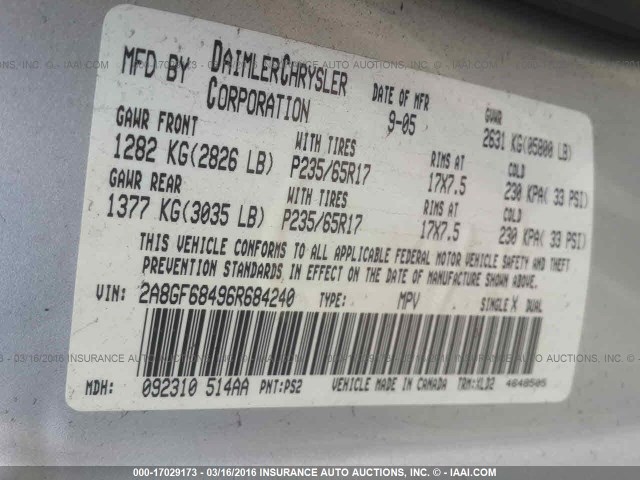 MFD BY DAIMLERCHRYSLER CORPORATION DATE OF MFR 9-05 GVWR 2631 KG(05800 LB)
GAWR FRONT WITH TIRES RIMS AT COLD
1282 KG(2826 LB) P235/65R17 17X7.5 230 KPA( 33 PSI)
GAWR REAR WITH TIRES RIMS AT COLD
1377 KG(3035 LB) P235/65R17 17X7.5 230 KPA( 33 PSI)
THIS VEHICLE CONFORMS TO ALL APPLICABLE FEDERAL MOTOR VEHICLE SAFETY AND THEFT
PREVENTION STANDARDS IN EFFECT ON THE DATE OF MANUFACTURE SHOWN ABOVE.
VIN: 2A8GF68496R684240 TYPE: MPV SINGLE X DUAL
MDH: 092310 514AA PNT:PS2 VEHICLE MADE IN CANADA TRM:XLD2 4648505
000-17029173 - 03/16/2016 INSURANCE AUTO AUCTIONS, INC. - © - IAAI.COM